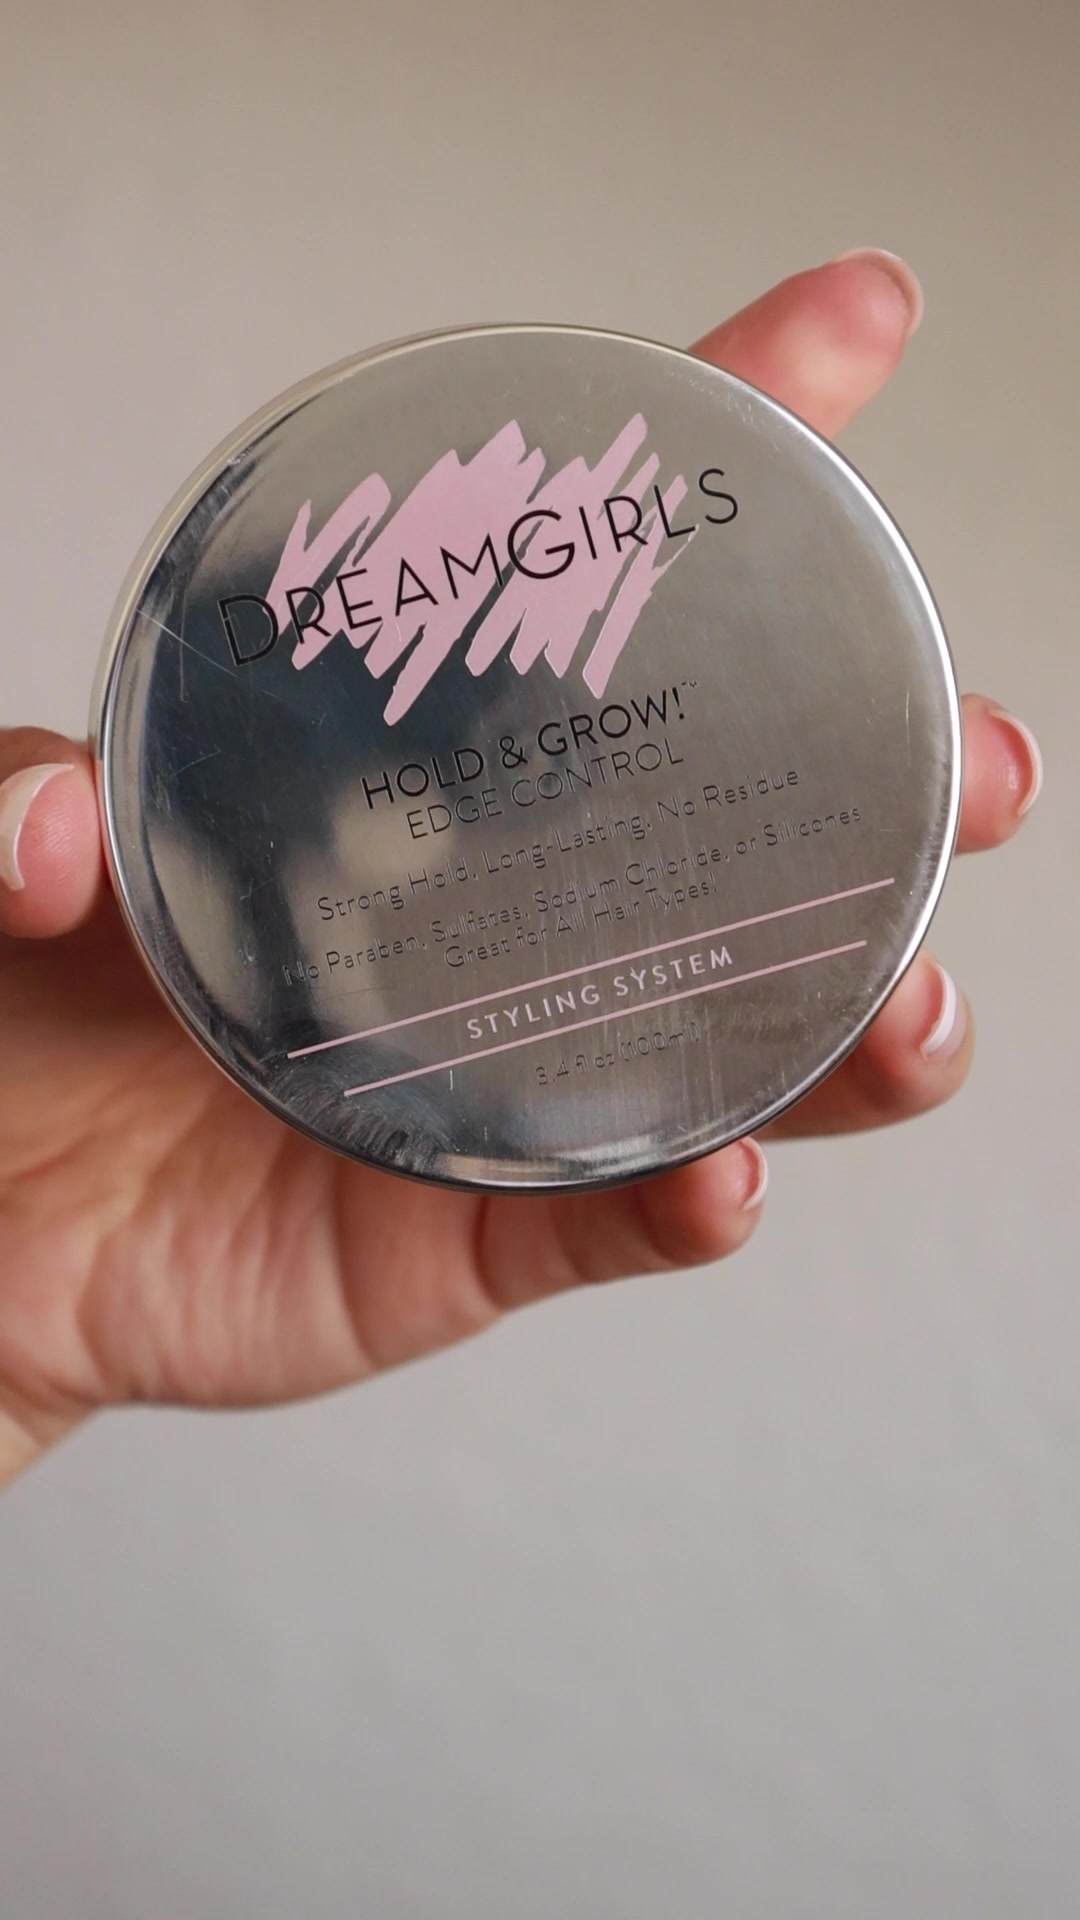 DREAMGIRLS
HOLD & GROW!™
EDGE CONTROL
Strong Hold, Long-Lasting, No Residue
No Paraben, Sulfates, Sodium Chloride, or Silicones
Great for All Hair Types!
STYLING SYSTEM
3.4 fl oz (100ml)